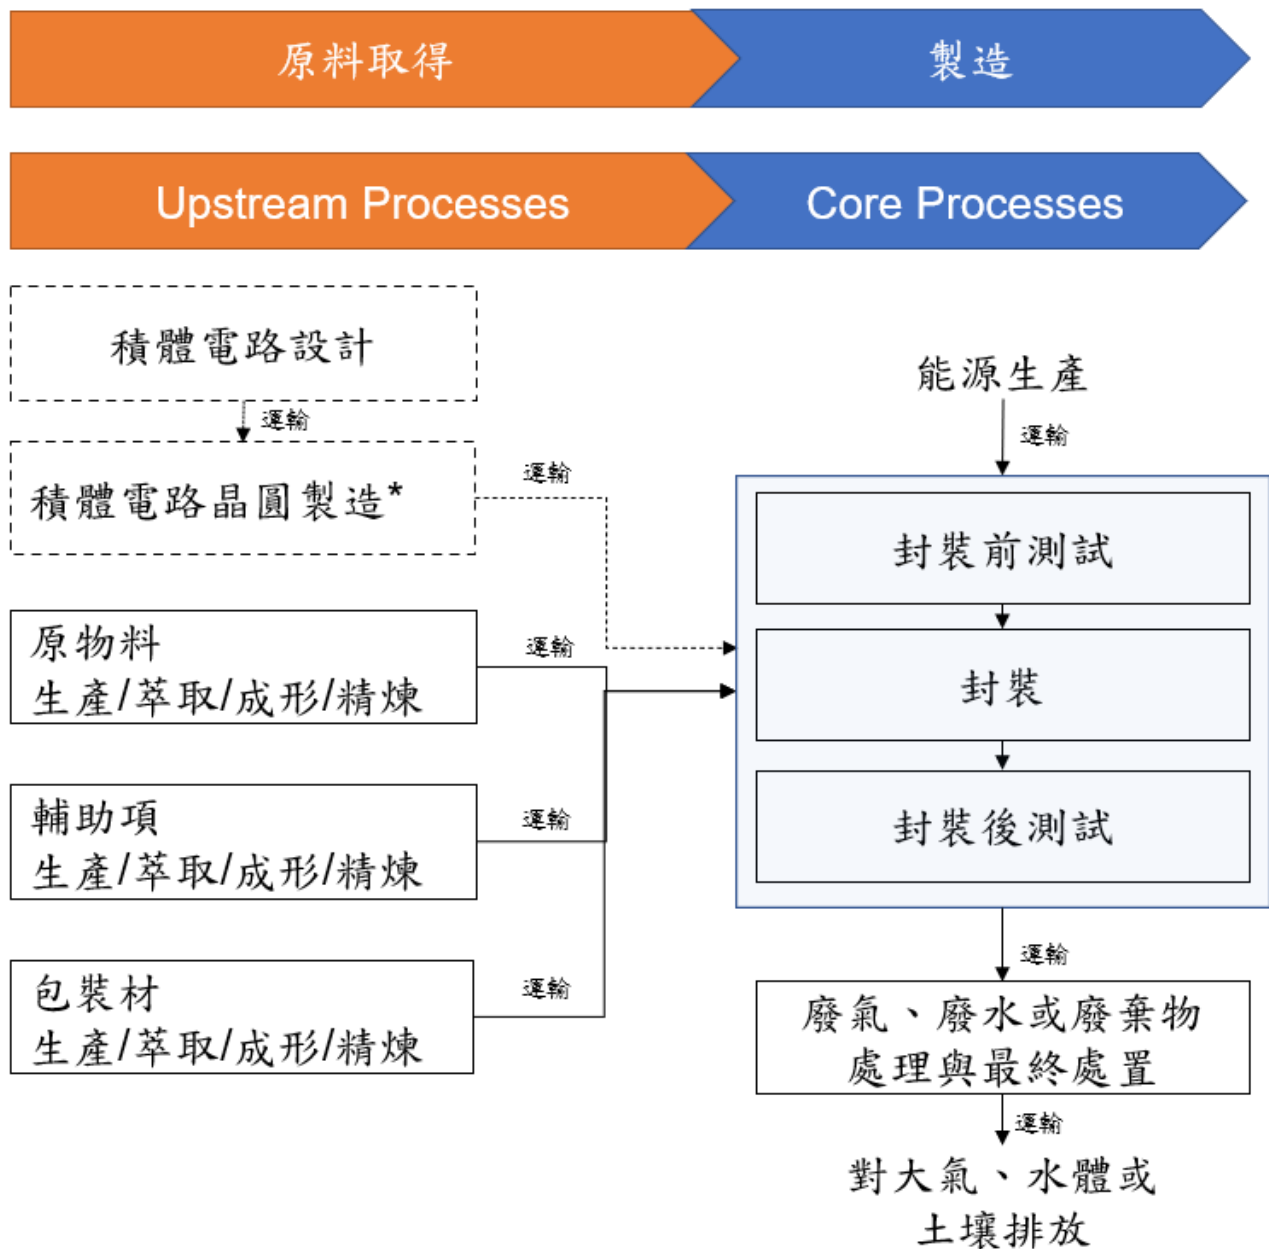 原料取得
製造
Upstream Processes
Core Processes
積體電路設計
運輸
積體電路晶圓製造*
運輸
原物料
生產/萃取/成形/精煉
運輸
輔助項
生產/萃取/成形/精煉
運輸
包裝材
生產/萃取/成形/精煉
運輸
能源生產
運輸
封裝前測試
封裝
封裝後測試
運輸
廢氣、廢水或廢棄物
處理與最終處置
運輸
對大氣、水體或
土壤排放